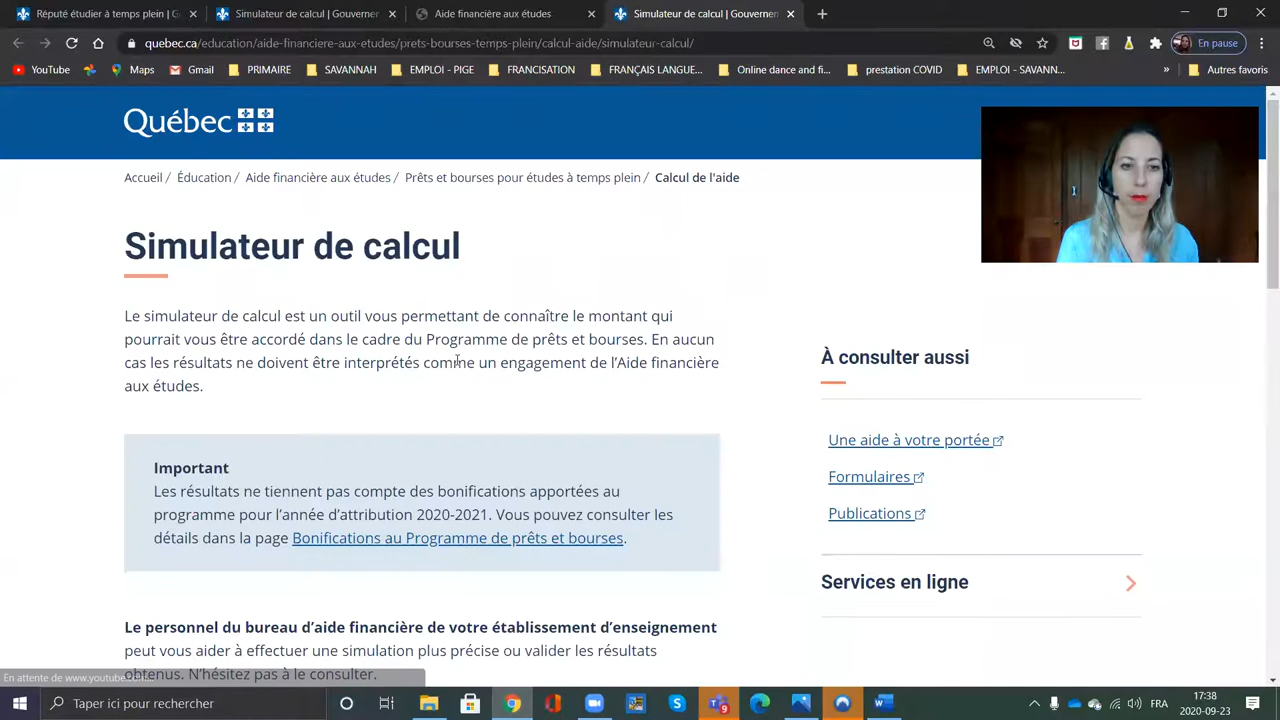 Réputé étudier à temps plein | G
Simulateur de calcul | Gouvernen
Aide financière aux études
Simulateur de calcul | Gouvernen
quebec.ca/education/aide-financiere-aux-etudes/prets-bourses-temps-plein/calcul-aide/simulateur-calcul/
En pause
YouTube
Maps
Gmail
PRIMAIRE
SAVANNAH
EMPLOI - PIGE
FRANCISATION
FRANÇAIS LANGUE...
Online dance and fi...
prestation COVID
EMPLOI - SAVANN...
»
Autres favoris
Québec
Accueil / Éducation / Aide financière aux études / Prêts et bourses pour études à temps plein / Calcul de l'aide
Simulateur de calcul
Le simulateur de calcul est un outil vous permettant de connaître le montant qui
pourrait vous être accordé dans le cadre du Programme de prêts et bourses. En aucun
cas les résultats ne doivent être interprétés comme un engagement de l'Aide financière
aux études.
Important
Les résultats ne tiennent pas compte des bonifications apportées au
programme pour l'année d'attribution 2020-2021. Vous pouvez consulter les
détails dans la page Bonifications au Programme de prêts et bourses.
Le personnel du bureau d'aide financière de votre établissement d'enseignement
peut vous aider à effectuer une simulation plus précise ou valider les résultats
obtenus. N'hésitez pas à le consulter.
À consulter aussi
Une aide à votre portée
Formulaires
Publications
Services en ligne
En attente de www.youtube.com...
Taper ici pour rechercher
9
FRA
17:38
2020-09-23